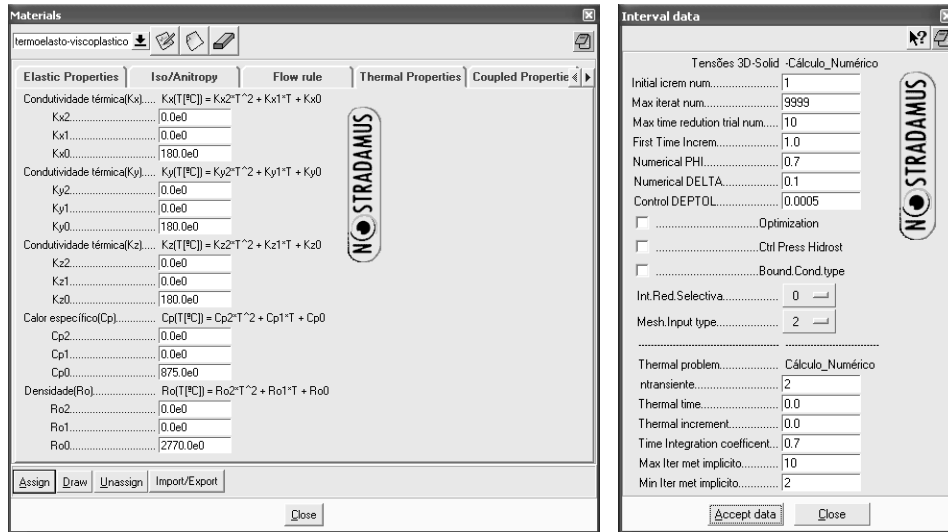 Materials
termoelasto-viscoplastico
Elastic Properties
Iso/Anitropy
Flow rule
Thermal Properties
Coupled Propertie
Condutividade térmica(Kx)..... Kx(T[ºC]) = Kx2*T^2 + Kx1*T + Kx0
Kx2............................ 0.0e0
Kx1............................ 0.0e0
Kx0............................ 180.0e0
Condutividade térmica(Ky)..... Ky(T[ºC]) = Ky2*T^2 + Ky1*T + Ky0
Ky2............................ 0.0e0
Ky1............................ 0.0e0
Ky0............................ 180.0e0
Condutividade térmica(Kz)..... Kz(T[ºC]) = Kz2*T^2 + Kz1*T + Kz0
Kz2............................ 0.0e0
Kz1............................ 0.0e0
Kz0............................ 180.0e0
Calor específico(Cp)............. Cp(T[ºC]) = Cp2*T^2 + Cp1*T + Cp0
Cp2............................ 0.0e0
Cp1............................ 0.0e0
Cp0............................ 875.0e0
Densidade(Ro)..................... Ro(T[ºC]) = Ro2*T^2 + Ro1*T + Ro0
Ro2............................ 0.0e0
Ro1............................ 0.0e0
Ro0............................ 2770.0e0
NOSTRADAMUS
Assign Draw Unassign Import/Export
Close
Interval data
Tensões 3D-Solid -Cálculo_Numérico
Initial icrem num.................. 1
Max iterat num.................... 9999
Max time redution trial num..... 10
First Time Increm................ 1.0
Numerical PHI..................... 0.7
Numerical DELTA................. 0.1
Control DEPTOL................... 0.0005
NOSTRADAMUS
...................................Optimization
...................................Ctrl Press Hidrost
...................................Bound.Cond.type
Int.Red.Selectiva................. 0
Mesh.Input type................... 2
Thermal problem........... Cálculo_Numérico
ntransiente......................... 2
Thermal time....................... 0.0
Thermal increment................ 0.0
Time Integration coefficent... 0.7
Max Iter met implicito........... 10
Min Iter met implicito............ 2
Accept data Close